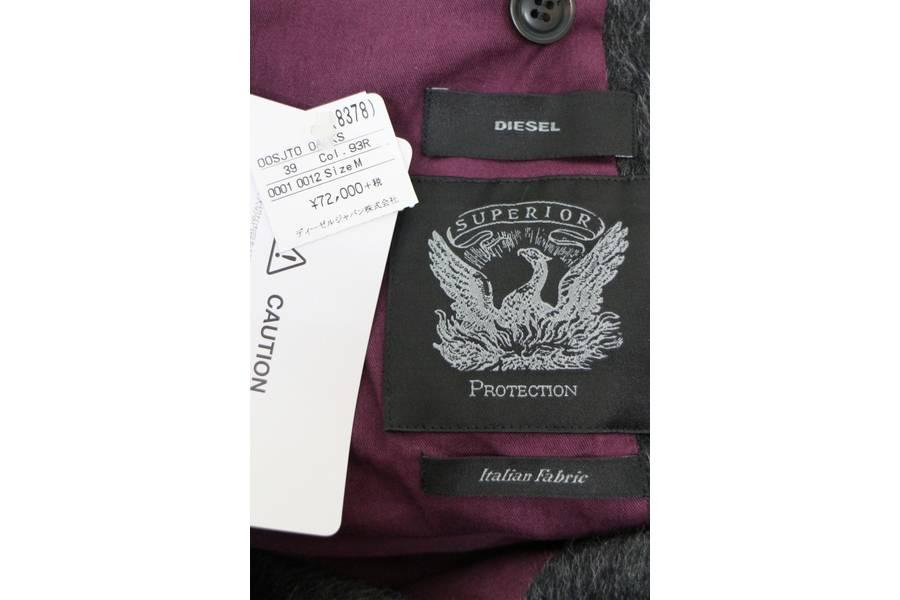 (8378)
00SJTO
39 Col. 93R
0001 0012 Size M
¥72,000+税
ディーゼルジャパン株式会社
CAUTION
DIESEL
SUPERIOR
PROTECTION
Italian Fabric